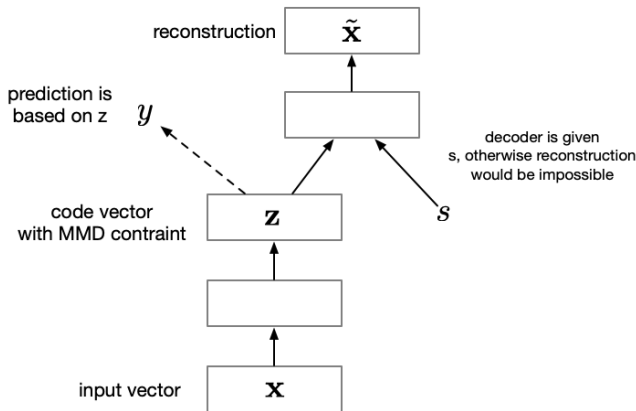 reconstruction
x̃
prediction is
based on z
y
decoder is given
s, otherwise reconstruction
would be impossible
code vector
with MMD contraint
z
s
input vector
x